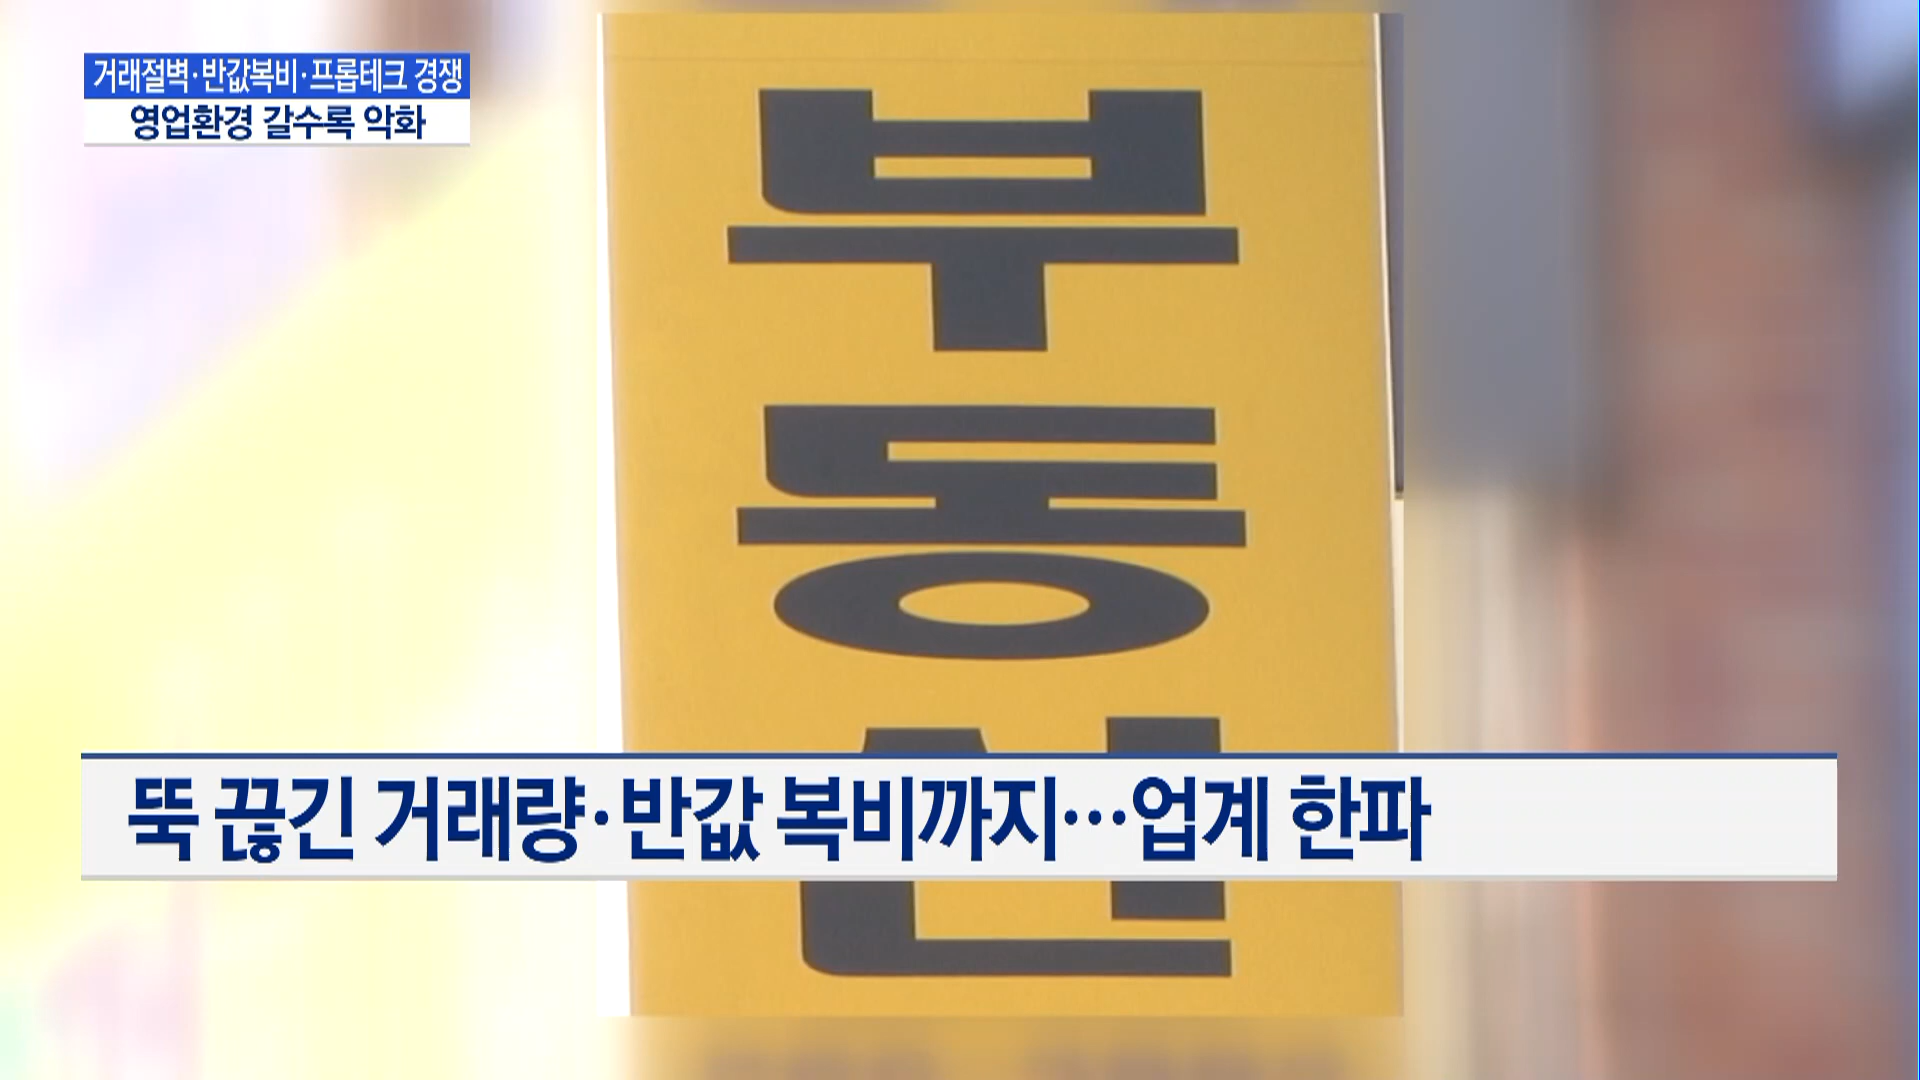 거래절벽·반값복비·프롭테크 경쟁
영업환경 갈수록 악화
부
동
산
뚝 끊긴 거래량·반값 복비까지…업계 한파